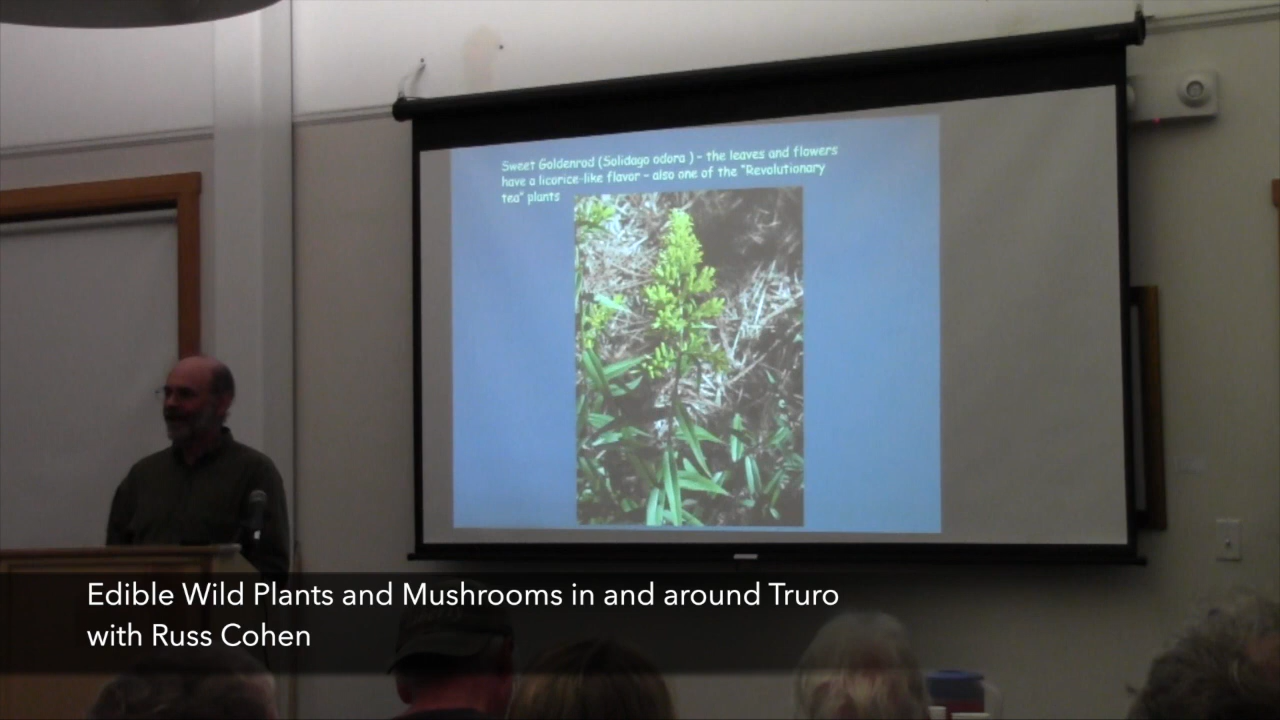 Sweet Goldenrod (Solidago odora ) – the leaves and flowers
have a licorice-like flavor – also one of the "Revolutionary
tea" plants
Edible Wild Plants and Mushrooms in and around Truro
with Russ Cohen